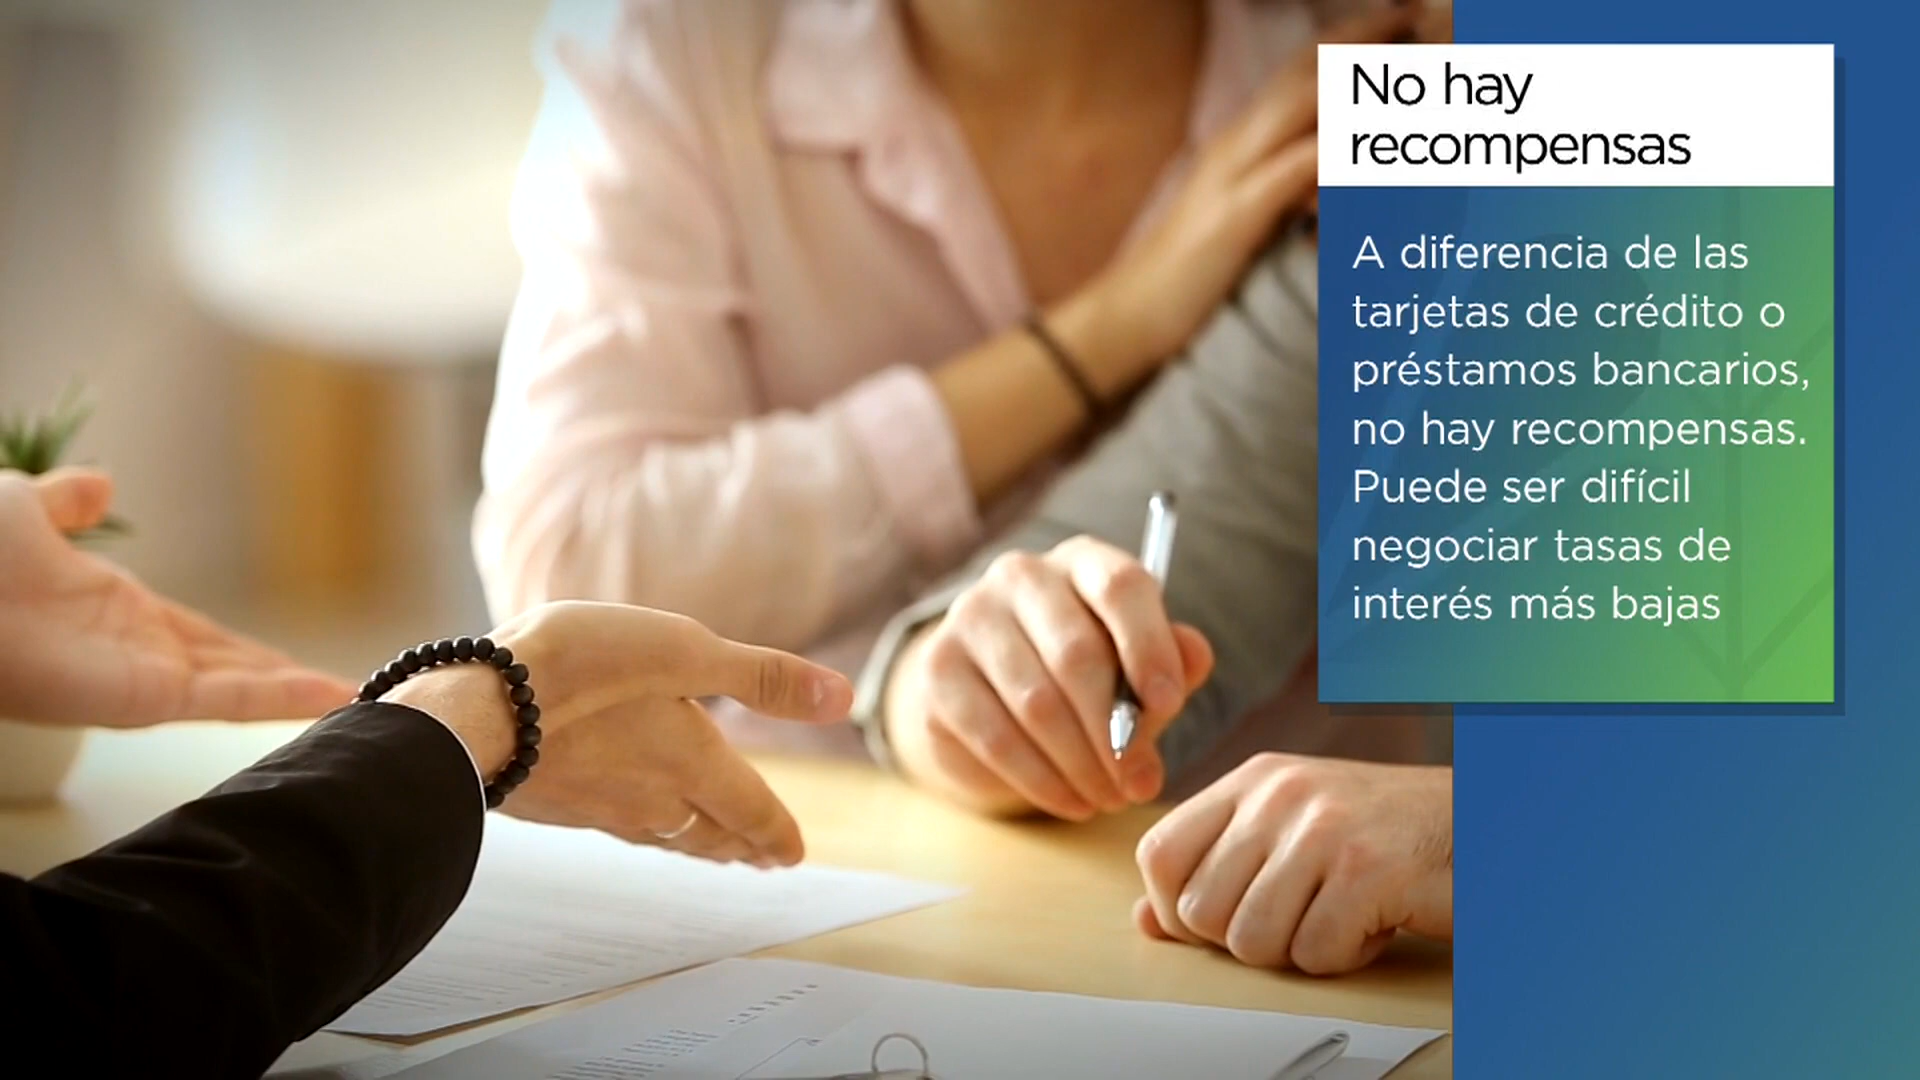 No hay
recompensas
A diferencia de las
tarjetas de crédito o
préstamos bancarios,
no hay recompensas.
Puede ser difícil
negociar tasas de
interés más bajas